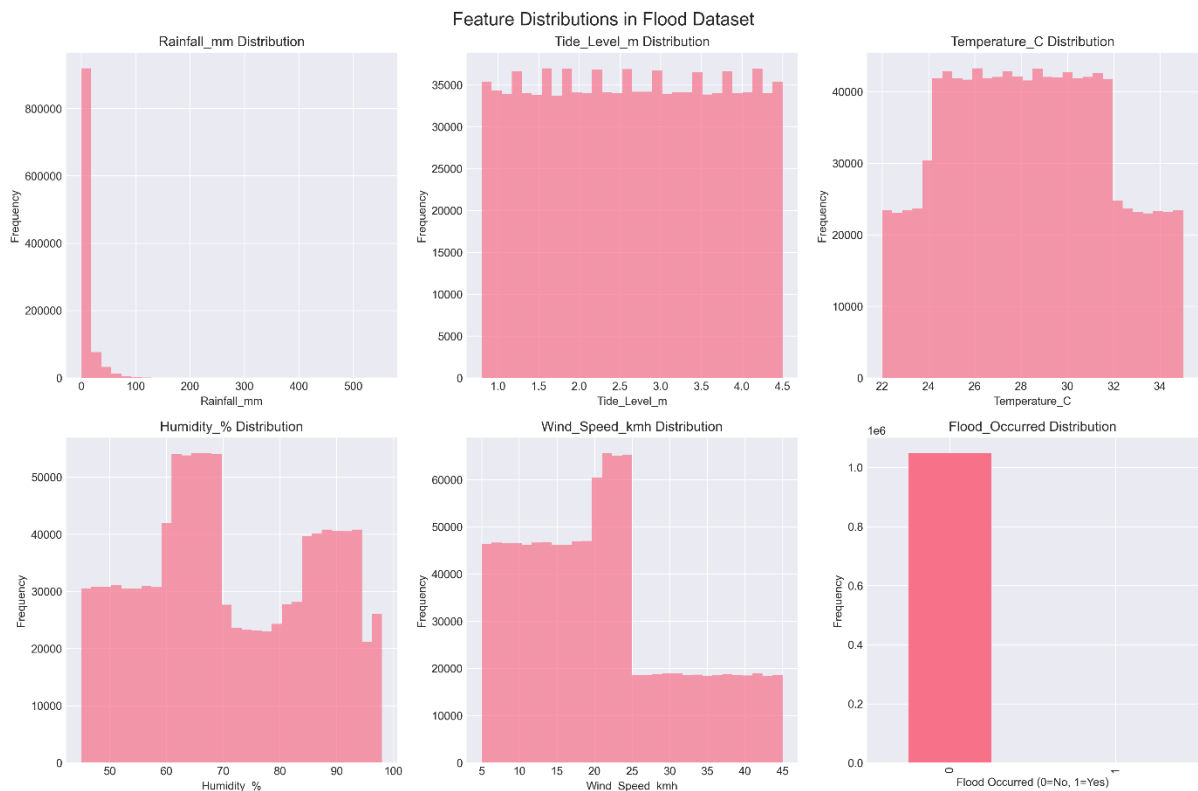 Feature Distributions in Flood Dataset
Rainfall_mm Distribution
Frequency
800000
600000
400000
200000
0
0 100 200 300 400 500
Rainfall_mm
Tide_Level_m Distribution
Frequency
35000
30000
25000
20000
15000
10000
5000
0
1.0 1.5 2.0 2.5 3.0 3.5 4.0 4.5
Tide_Level_m
Temperature_C Distribution
Frequency
40000
30000
20000
10000
0
22 24 26 28 30 32 34
Temperature_C
Humidity_% Distribution
Frequency
50000
40000
30000
20000
10000
0
50 60 70 80 90 100
Humidity_%
Wind_Speed_kmh Distribution
Frequency
60000
50000
40000
30000
20000
10000
0
5 10 15 20 25 30 35 40 45
Wind_Speed_kmh
Flood_Occurred Distribution
1e6
Frequency
1.0
0.8
0.6
0.4
0.2
0.0
0 1
Flood Occurred (0=No, 1=Yes)